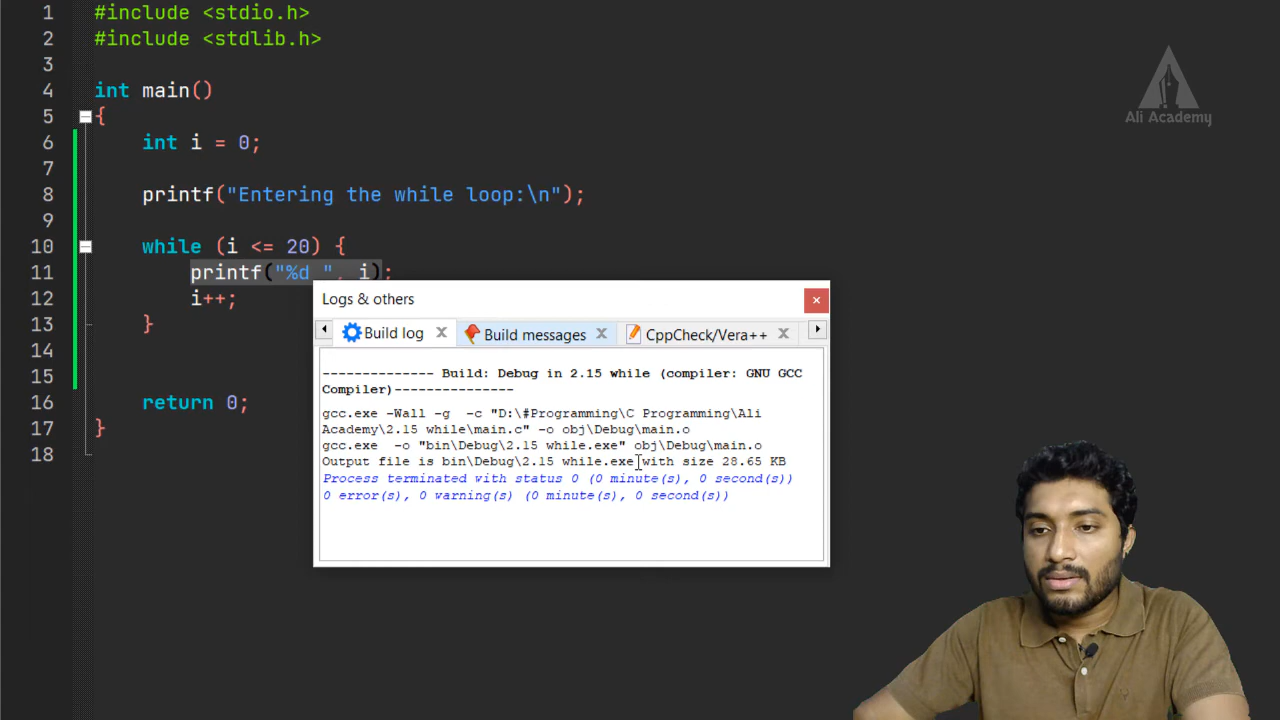 1 #include <stdio.h>
2 #include <stdlib.h>
3
4 int main()
5 {
6 int i = 0;
7
8 printf("Entering the while loop:\n");
9
10 while (i <= 20) {
11 printf("%d ", i);
12 i++;
13 }
14
15
16 return 0;
17 }
18
Ali Academy
Logs & others
Build log
Build messages
CppCheck/Vera++
-------------- Build: Debug in 2.15 while (compiler: GNU GCC
Compiler)---------------
gcc.exe -Wall -g -c "D:\#Programming\C Programming\Ali
Academy\2.15 while\main.c" -o obj\Debug\main.o
gcc.exe -o "bin\Debug\2.15 while.exe" obj\Debug\main.o
Output file is bin\Debug\2.15 while.exe with size 28.65 KB
Process terminated with status 0 (0 minute(s), 0 second(s))
0 error(s), 0 warning(s) (0 minute(s), 0 second(s))